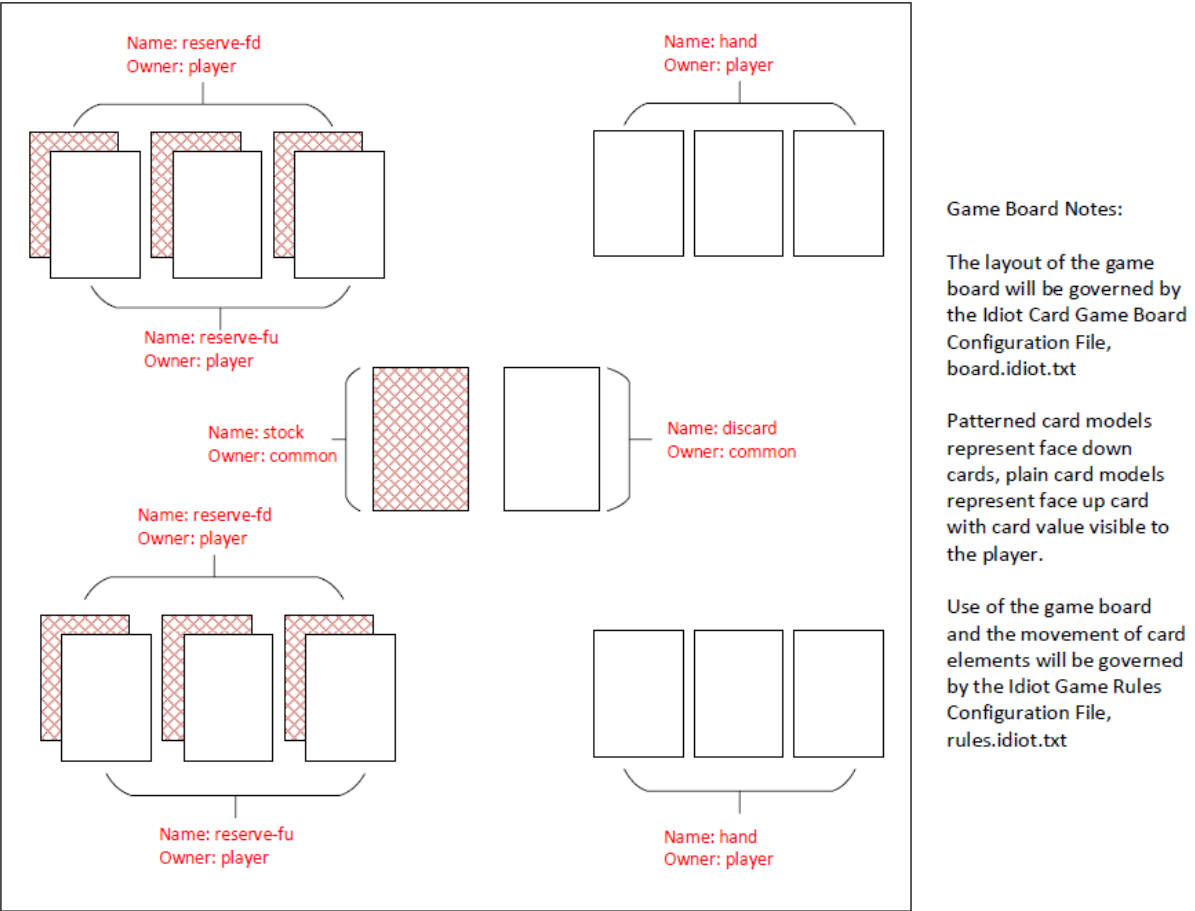 Name: reserve-fd
Owner: player
Name: hand
Owner: player
Name: reserve-fu
Owner: player
Name: stock
Owner: common
Name: discard
Owner: common
Name: reserve-fd
Owner: player
Name: reserve-fu
Owner: player
Name: hand
Owner: player
Game Board Notes:
The layout of the game
board will be governed by
the Idiot Card Game Board
Configuration File,
board.idiot.txt
Patterned card models
represent face down
cards, plain card models
represent face up card
with card value visible to
the player.
Use of the game board
and the movement of card
elements will be governed
by the Idiot Game Rules
Configuration File,
rules.idiot.txt